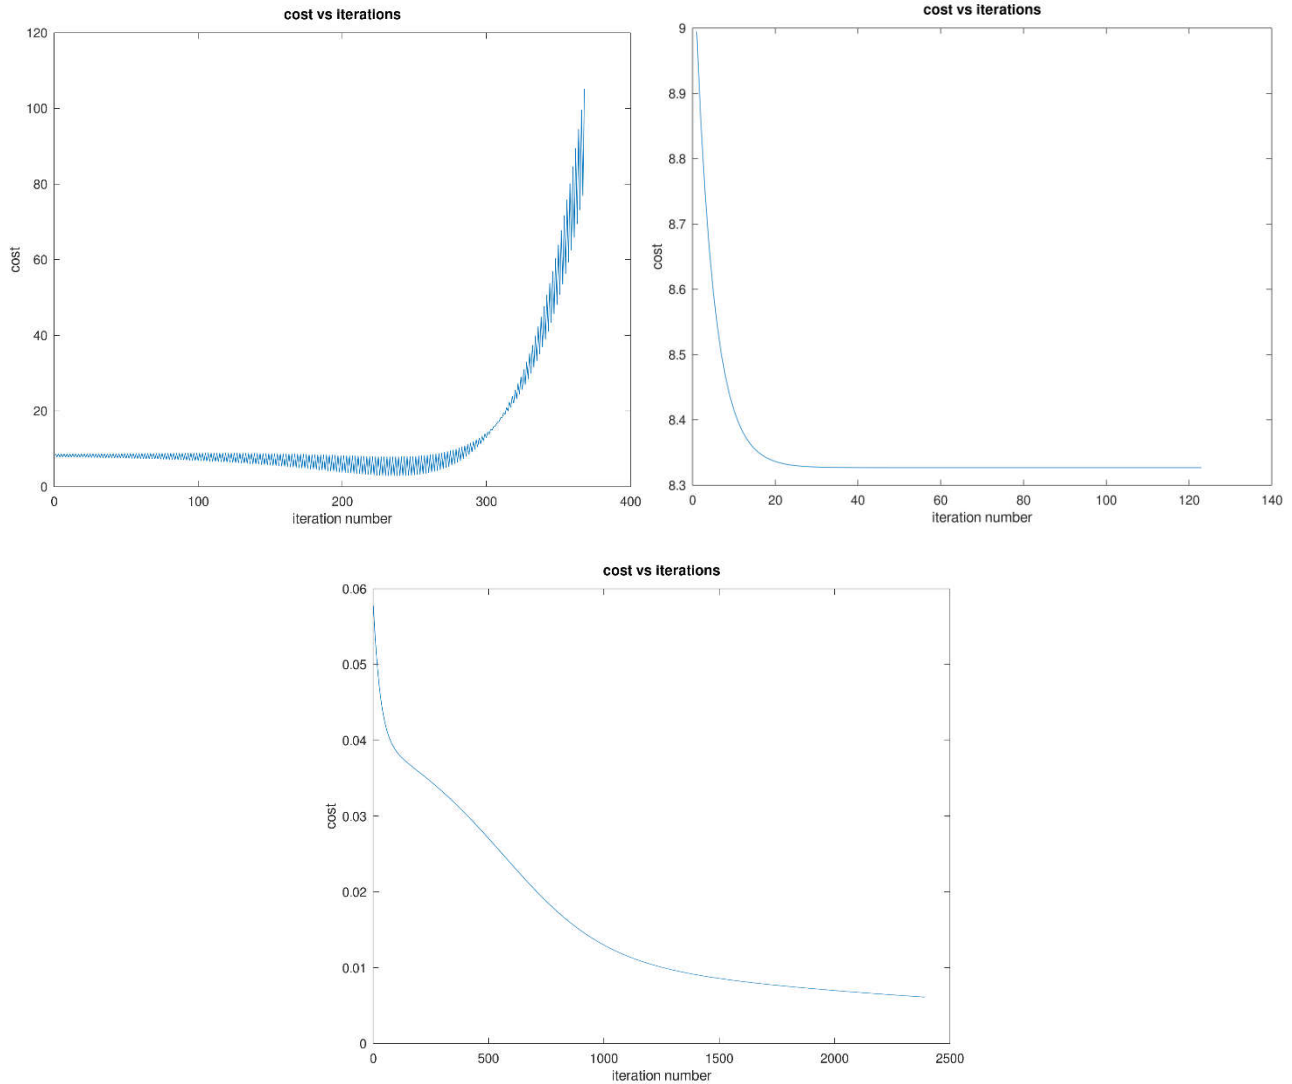 cost vs iterations
120
100
80
60
40
20
0
cost
0 100 200 300 400
iteration number
cost vs iterations
9
8.9
8.8
8.7
8.6
8.5
8.4
8.3
cost
0 20 40 60 80 100 120 140
iteration number
cost vs iterations
0.06
0.05
0.04
0.03
0.02
0.01
0
cost
0 500 1000 1500 2000 2500
iteration number